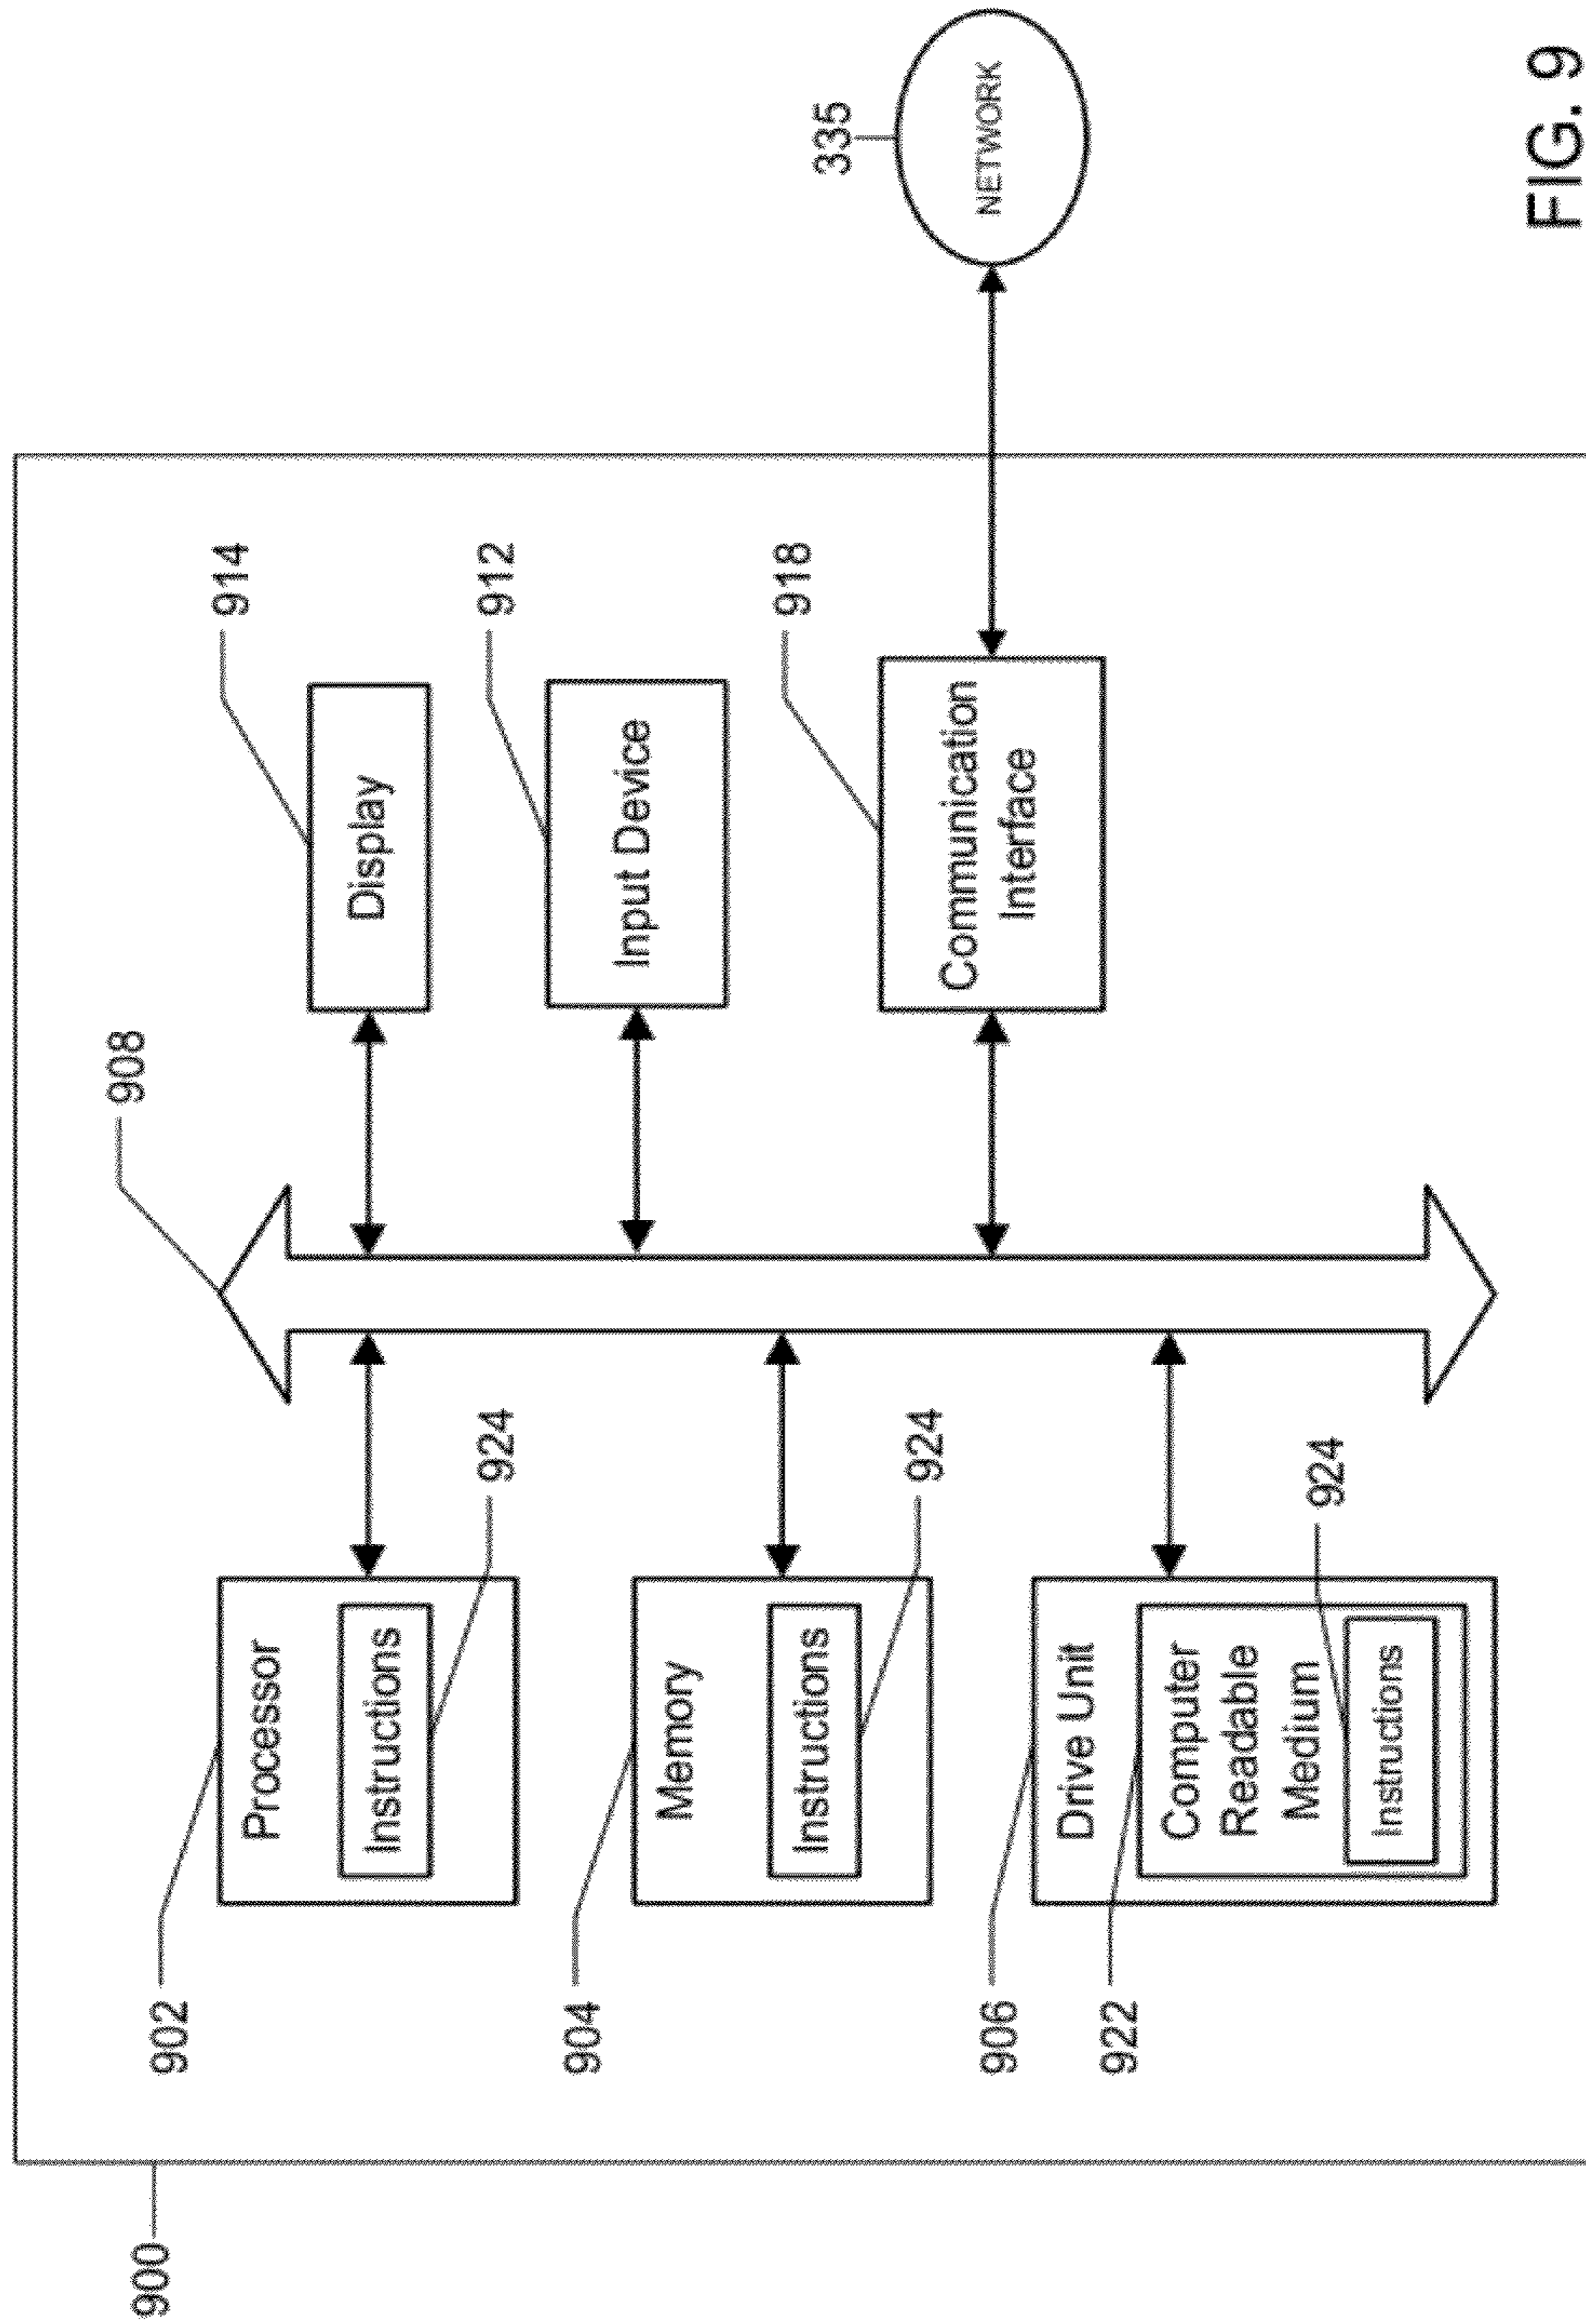 900
908
902
Processor
Instructions
924
914
Display
904
Memory
Instructions
924
912
Input Device
906
Drive Unit
922
Computer
Readable
Medium
924
Instructions
918
Communication
Interface
335
NETWORK
FIG. 9